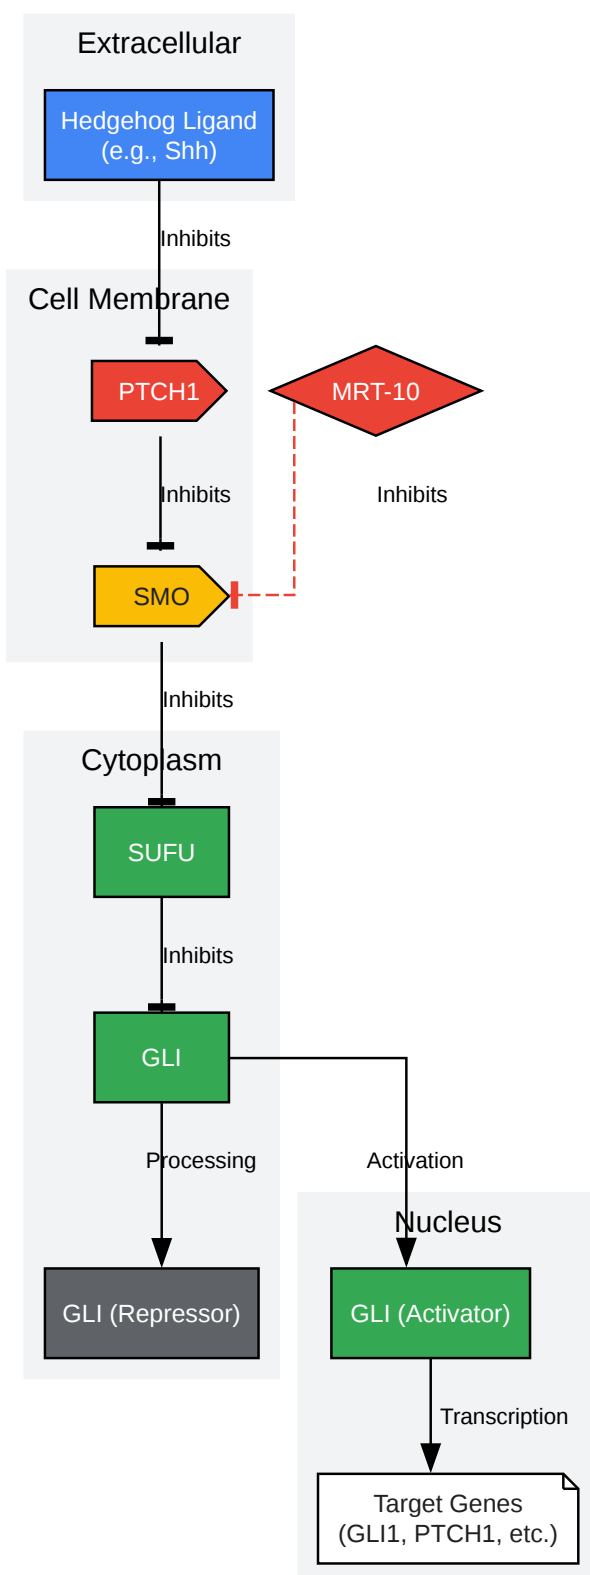 Extracellular
Hedgehog Ligand
(e.g., Shh)
Inhibits
Cell Membrane
PTCH1
MRT-10
Inhibits
Inhibits
SMO
Inhibits
Cytoplasm
SUFU
Inhibits
GLI
Processing
Activation
Nucleus
GLI (Repressor)
GLI (Activator)
Transcription
Target Genes
(GLI1, PTCH1, etc.)